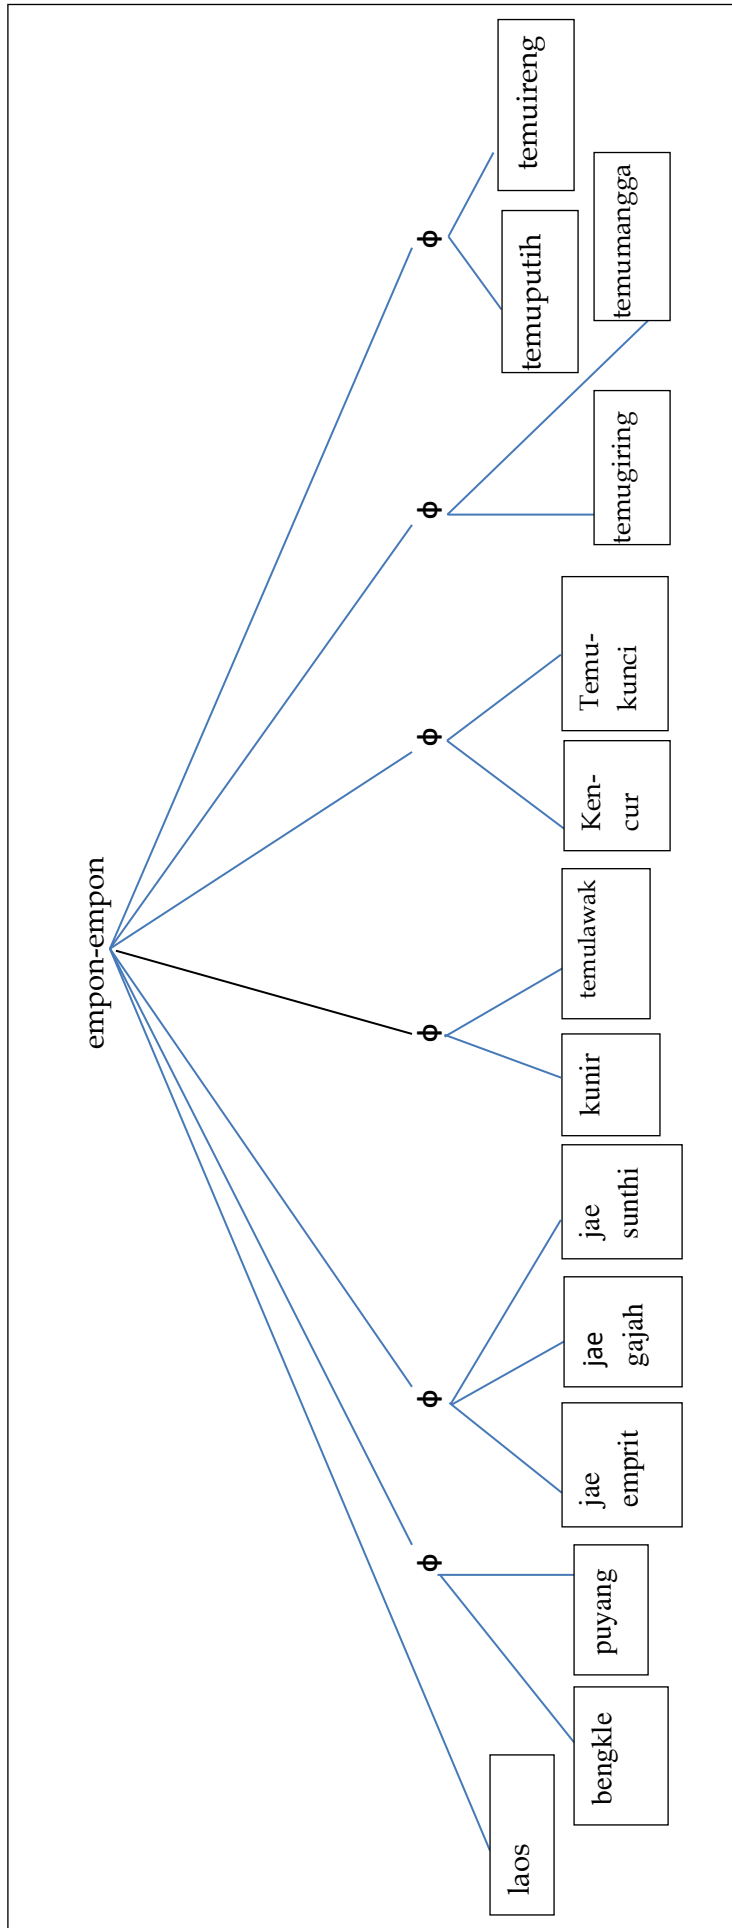 empon-empon
ф
ф
ф
ф
ф
ф
laos
bengkle
puyang
jae
emprit
jae
gajah
jae
sunthi
kunir
temulawak
Ken-
cur
Temu-
kunci
temugiring
temumangga
temuputih
temuireng